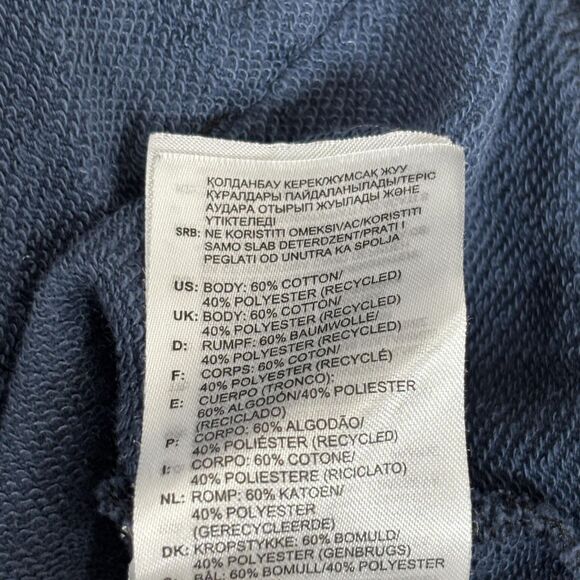 ҚОЛДАНБАУ КЕРЕК/ЖҰМСАҚ ЖУУ
ҚҰРАЛДАРЫ ПАЙДАЛАНЫЛАДЫ/ТЕРІС
АУДАРА ОТЫРЫП ЖУЫЛАДЫ ЖӘНЕ
ҮТІКТЕЛЕДІ
SRB: NE KORISTITI OMEKSIVAC/KORISTITI
SAMO SLAB DETERDZENT/PRATI I
PEGLATI OD UNUTRA KA SPOLJA
US: BODY: 60% COTTON/
40% POLYESTER (RECYCLED)
UK: BODY: 60% COTTON/
40% POLYESTER (RECYCLED)
D: RUMPF: 60% BAUMWOLLE/
40% POLYESTER (RECYCLED)
F: CORPS: 60% COTON/
40% POLYESTER (RECYCLÉ)
E: CUERPO (TRONCO):
60% ALGODÓN/40% POLIESTER
(RECICLADO)
P: CORPO: 60% ALGODÃO/
40% POLIÉSTER (RECYCLED)
I: CORPO: 60% COTONE/
40% POLIESTERE (RICICLATO)
NL: ROMP: 60% KATOEN/
40% POLYESTER
(GERECYCLEERDE)
DK: KROPSTYKKE: 60% BOMULD/
40% POLYESTER (GENBRUGS)
BÅL: 60% BOMULL/40% POLYESTER